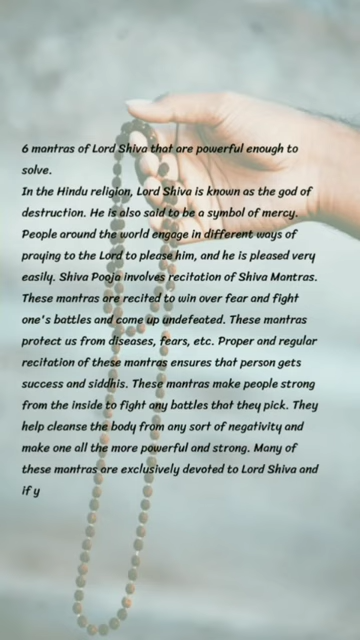 6 mantras of Lord Shiva that are powerful enough to
solve.
In the Hindu religion, Lord Shiva is known as the god of
destruction. He is also said to be a symbol of mercy.
People around the world engage in different ways of
praying to the Lord to please him, and he is pleased very
easily. Shiva Pooja involves recitation of Shiva Mantras.
These mantras are recited to win over fear and fight
one's battles and come up undefeated. These mantras
protect us from diseases, fears, etc. Proper and regular
recitation of these mantras ensures that person gets
success and siddhis. These mantras make people strong
from the inside to fight any battles that they pick. They
help cleanse the body from any sort of negativity and
make one all the more powerful and strong. Many of
these mantras are exclusively devoted to Lord Shiva and
if y